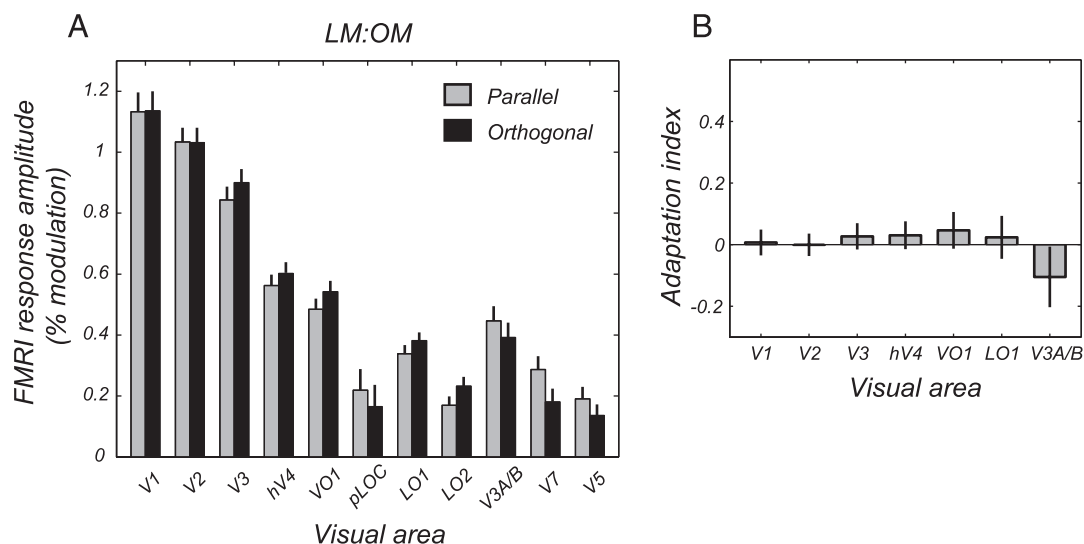 A
LM:OM
FMRI response amplitude
(% modulation)
1.2
1
0.8
0.6
0.4
0.2
0
Parallel
Orthogonal
V1 V2 V3 hV4 VO1 pLOC LO1 LO2 V3A/B V7 V5
Visual area
B
Adaptation index
0.4
0.2
0
-0.2
V1 V2 V3 hV4 VO1 LO1 V3A/B
Visual area